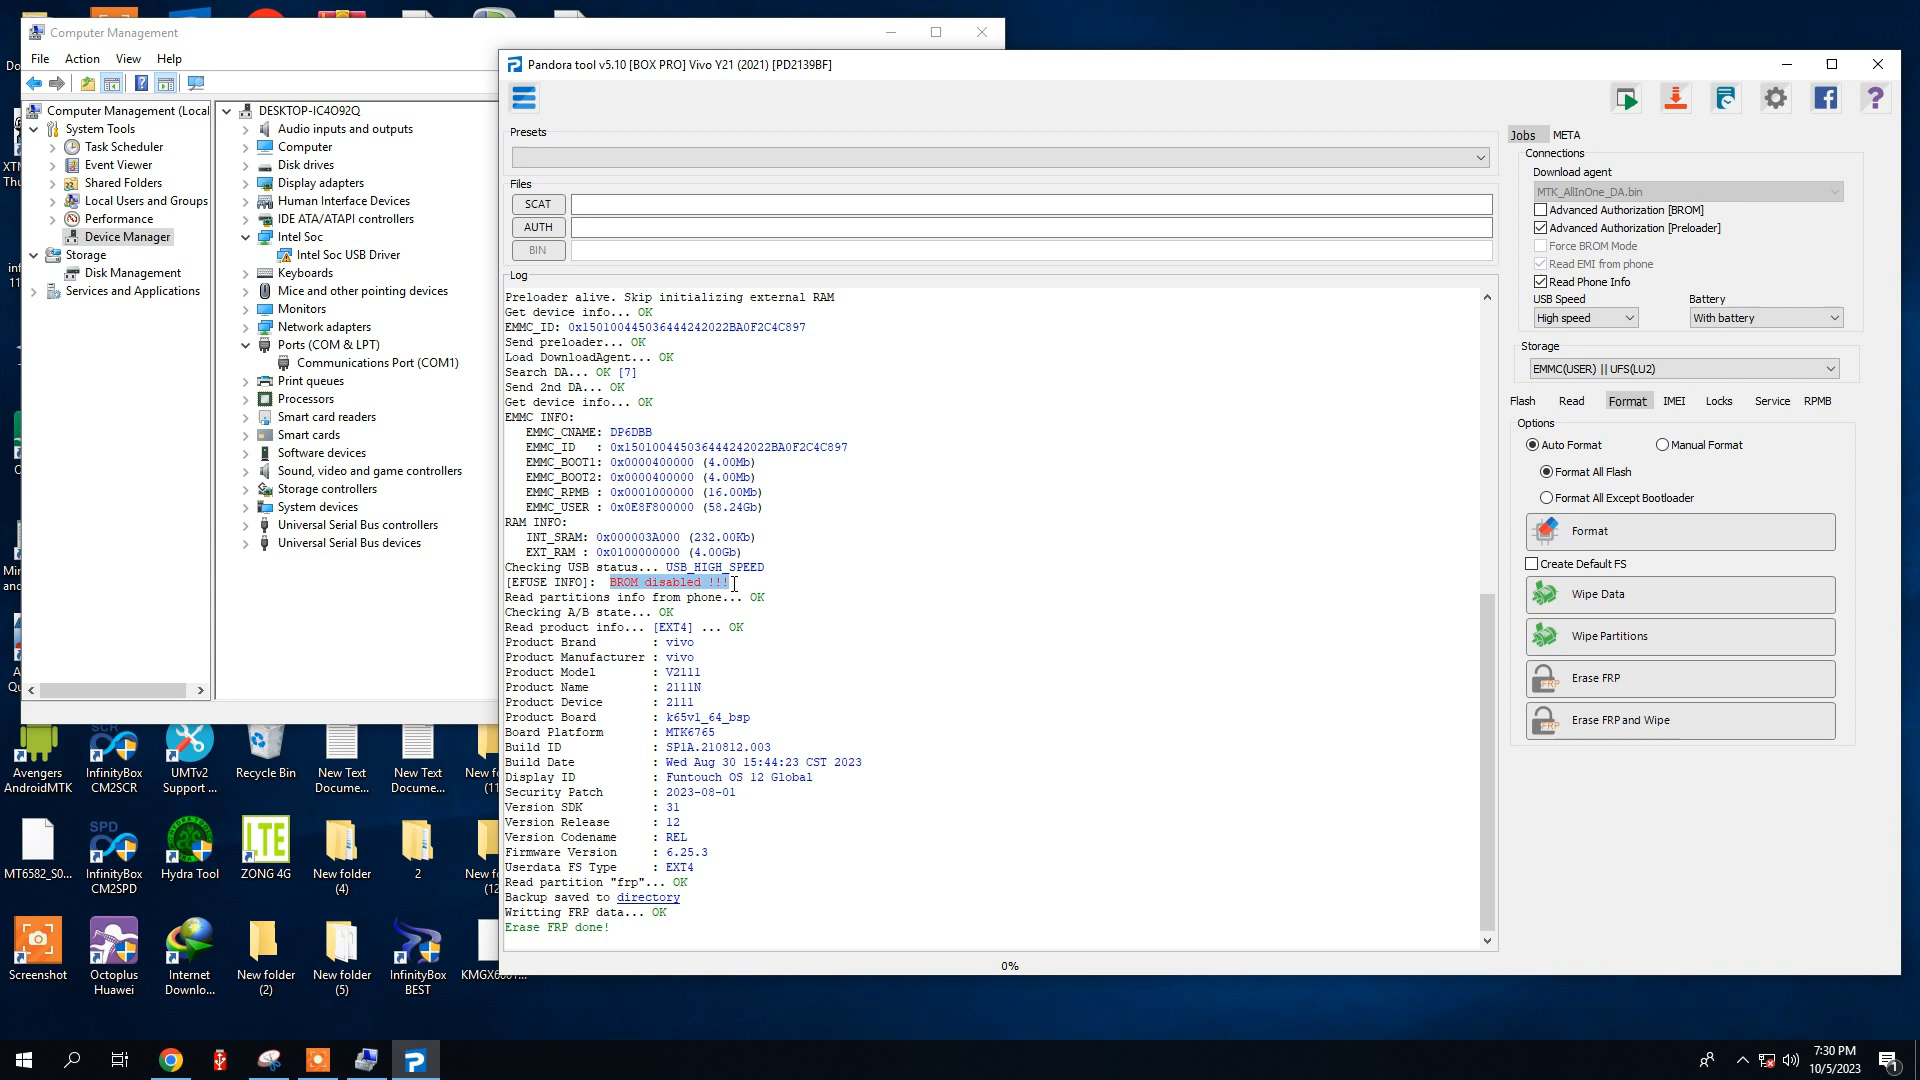 Computer Management
File Action View Help
Computer Management (Local
System Tools
Task Scheduler
Event Viewer
Shared Folders
Local Users and Groups
Performance
Device Manager
Storage
Disk Management
Services and Applications
DESKTOP-IC4O92Q
Audio inputs and outputs
Computer
Disk drives
Display adapters
Human Interface Devices
IDE ATA/ATAPI controllers
Intel Soc
Intel Soc USB Driver
Keyboards
Mice and other pointing devices
Monitors
Network adapters
Ports (COM & LPT)
Communications Port (COM1)
Print queues
Processors
Smart card readers
Smart cards
Software devices
Sound, video and game controllers
Storage controllers
System devices
Universal Serial Bus controllers
Universal Serial Bus devices
Pandora tool v5.10 [BOX PRO] Vivo Y21 (2021) [PD2139BF]
Presets
Files
SCAT
AUTH
BIN
Log
Preloader alive. Skip initializing external RAM
Get device info... OK
EMMC_ID: 0x150100445036444242022BA0F2C4C897
Send preloader... OK
Load DownloadAgent... OK
Search DA... OK [7]
Send 2nd DA... OK
Get device info... OK
EMMC INFO:
EMMC_CNAME: DP6DBB
EMMC_ID : 0x150100445036444242022BA0F2C4C897
EMMC_BOOT1: 0x0000400000 (4.00Mb)
EMMC_BOOT2: 0x0000400000 (4.00Mb)
EMMC_RPMB : 0x0001000000 (16.00Mb)
EMMC_USER : 0x0E8F800000 (58.24Gb)
RAM INFO:
INT_SRAM: 0x000003A000 (232.00Kb)
EXT_RAM : 0x0100000000 (4.00Gb)
Checking USB status... USB_HIGH_SPEED
[EFUSE INFO]: BROM disabled !!!
Read partitions info from phone... OK
Checking A/B state... OK
Read product info... [EXT4] ... OK
Product Brand : vivo
Product Manufacturer : vivo
Product Model : V2111
Product Name : 2111N
Product Device : 2111
Product Board : k65v1_64_bsp
Board Platform : MTK6765
Build ID : SP1A.210812.003
Build Date : Wed Aug 30 15:44:23 CST 2023
Display ID : Funtouch OS 12 Global
Security Patch : 2023-08-01
Version SDK : 31
Version Release : 12
Version Codename : REL
Firmware Version : 6.25.3
Userdata FS Type : EXT4
Read partition "frp"... OK
Backup saved to directory
Writting FRP data... OK
Erase FRP done!
0%
Jobs META
Connections
Download agent
MTK_AllInOne_DA.bin
Advanced Authorization [BROM]
Advanced Authorization [Preloader]
Force BROM Mode
Read EMI from phone
Read Phone Info
USB Speed Battery
High speed With battery
Storage
EMMC(USER) || UFS(LU2)
Flash Read Format IMEI Locks Service RPMB
Options
Auto Format Manual Format
Format All Flash
Format All Except Bootloader
Format
Create Default FS
Wipe Data
Wipe Partitions
Erase FRP
Erase FRP and Wipe
Avengers AndroidMTK
InfinityBox CM2SCR
UMTv2 Support ...
Recycle Bin
New Text Docume...
New Text Docume...
MT6582_S0...
InfinityBox CM2SPD
Hydra Tool
ZONG 4G
New folder (4)
2
Screenshot
Octoplus Huawei
Internet Downlo...
New folder (2)
New folder (5)
InfinityBox BEST
7:30 PM
10/5/2023